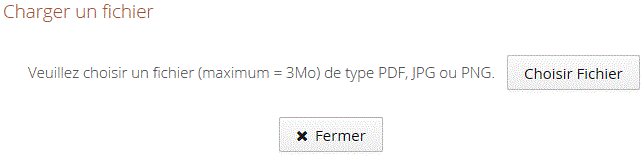 Charger un fichier
Veuillez choisir un fichier (maximum = 3Mo) de type PDF, JPG ou PNG. Choisir Fichier
✖ Fermer